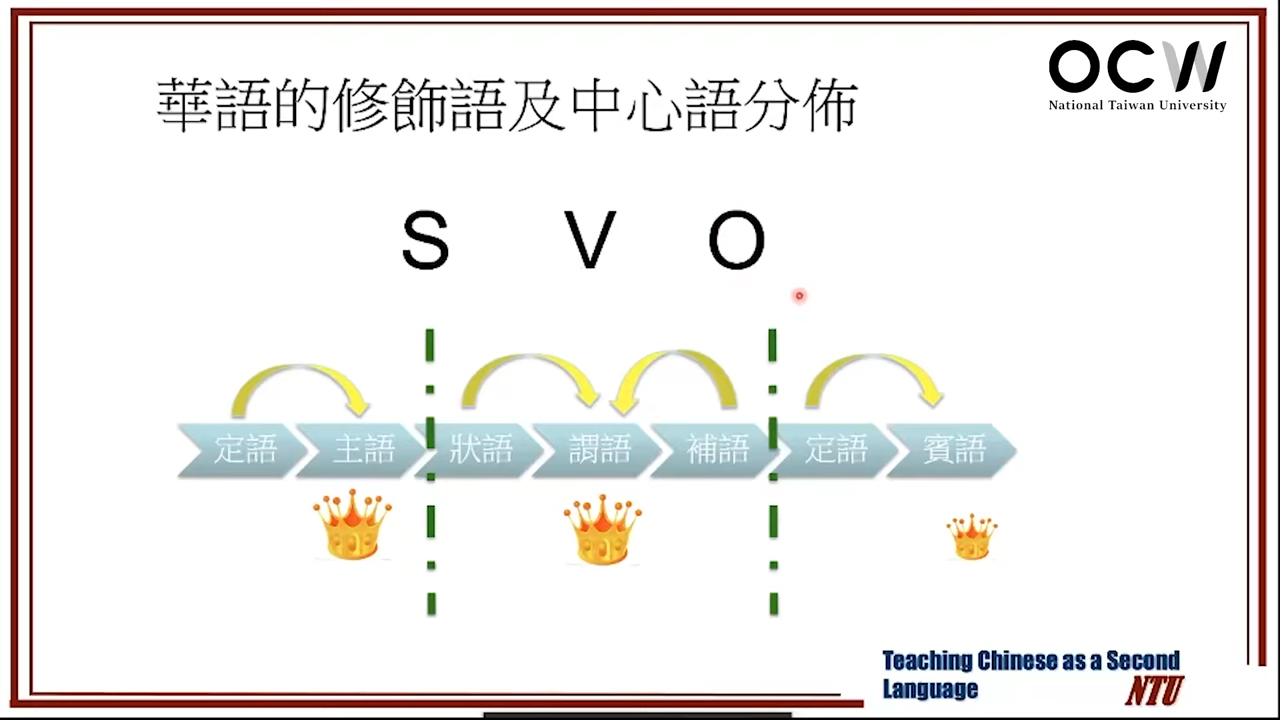 OCW
National Taiwan University
華語的修飾語及中心語分佈
S V O
定語 主語 狀語 謂語 補語 定語 賓語
Teaching Chinese as a Second
Language
NTU